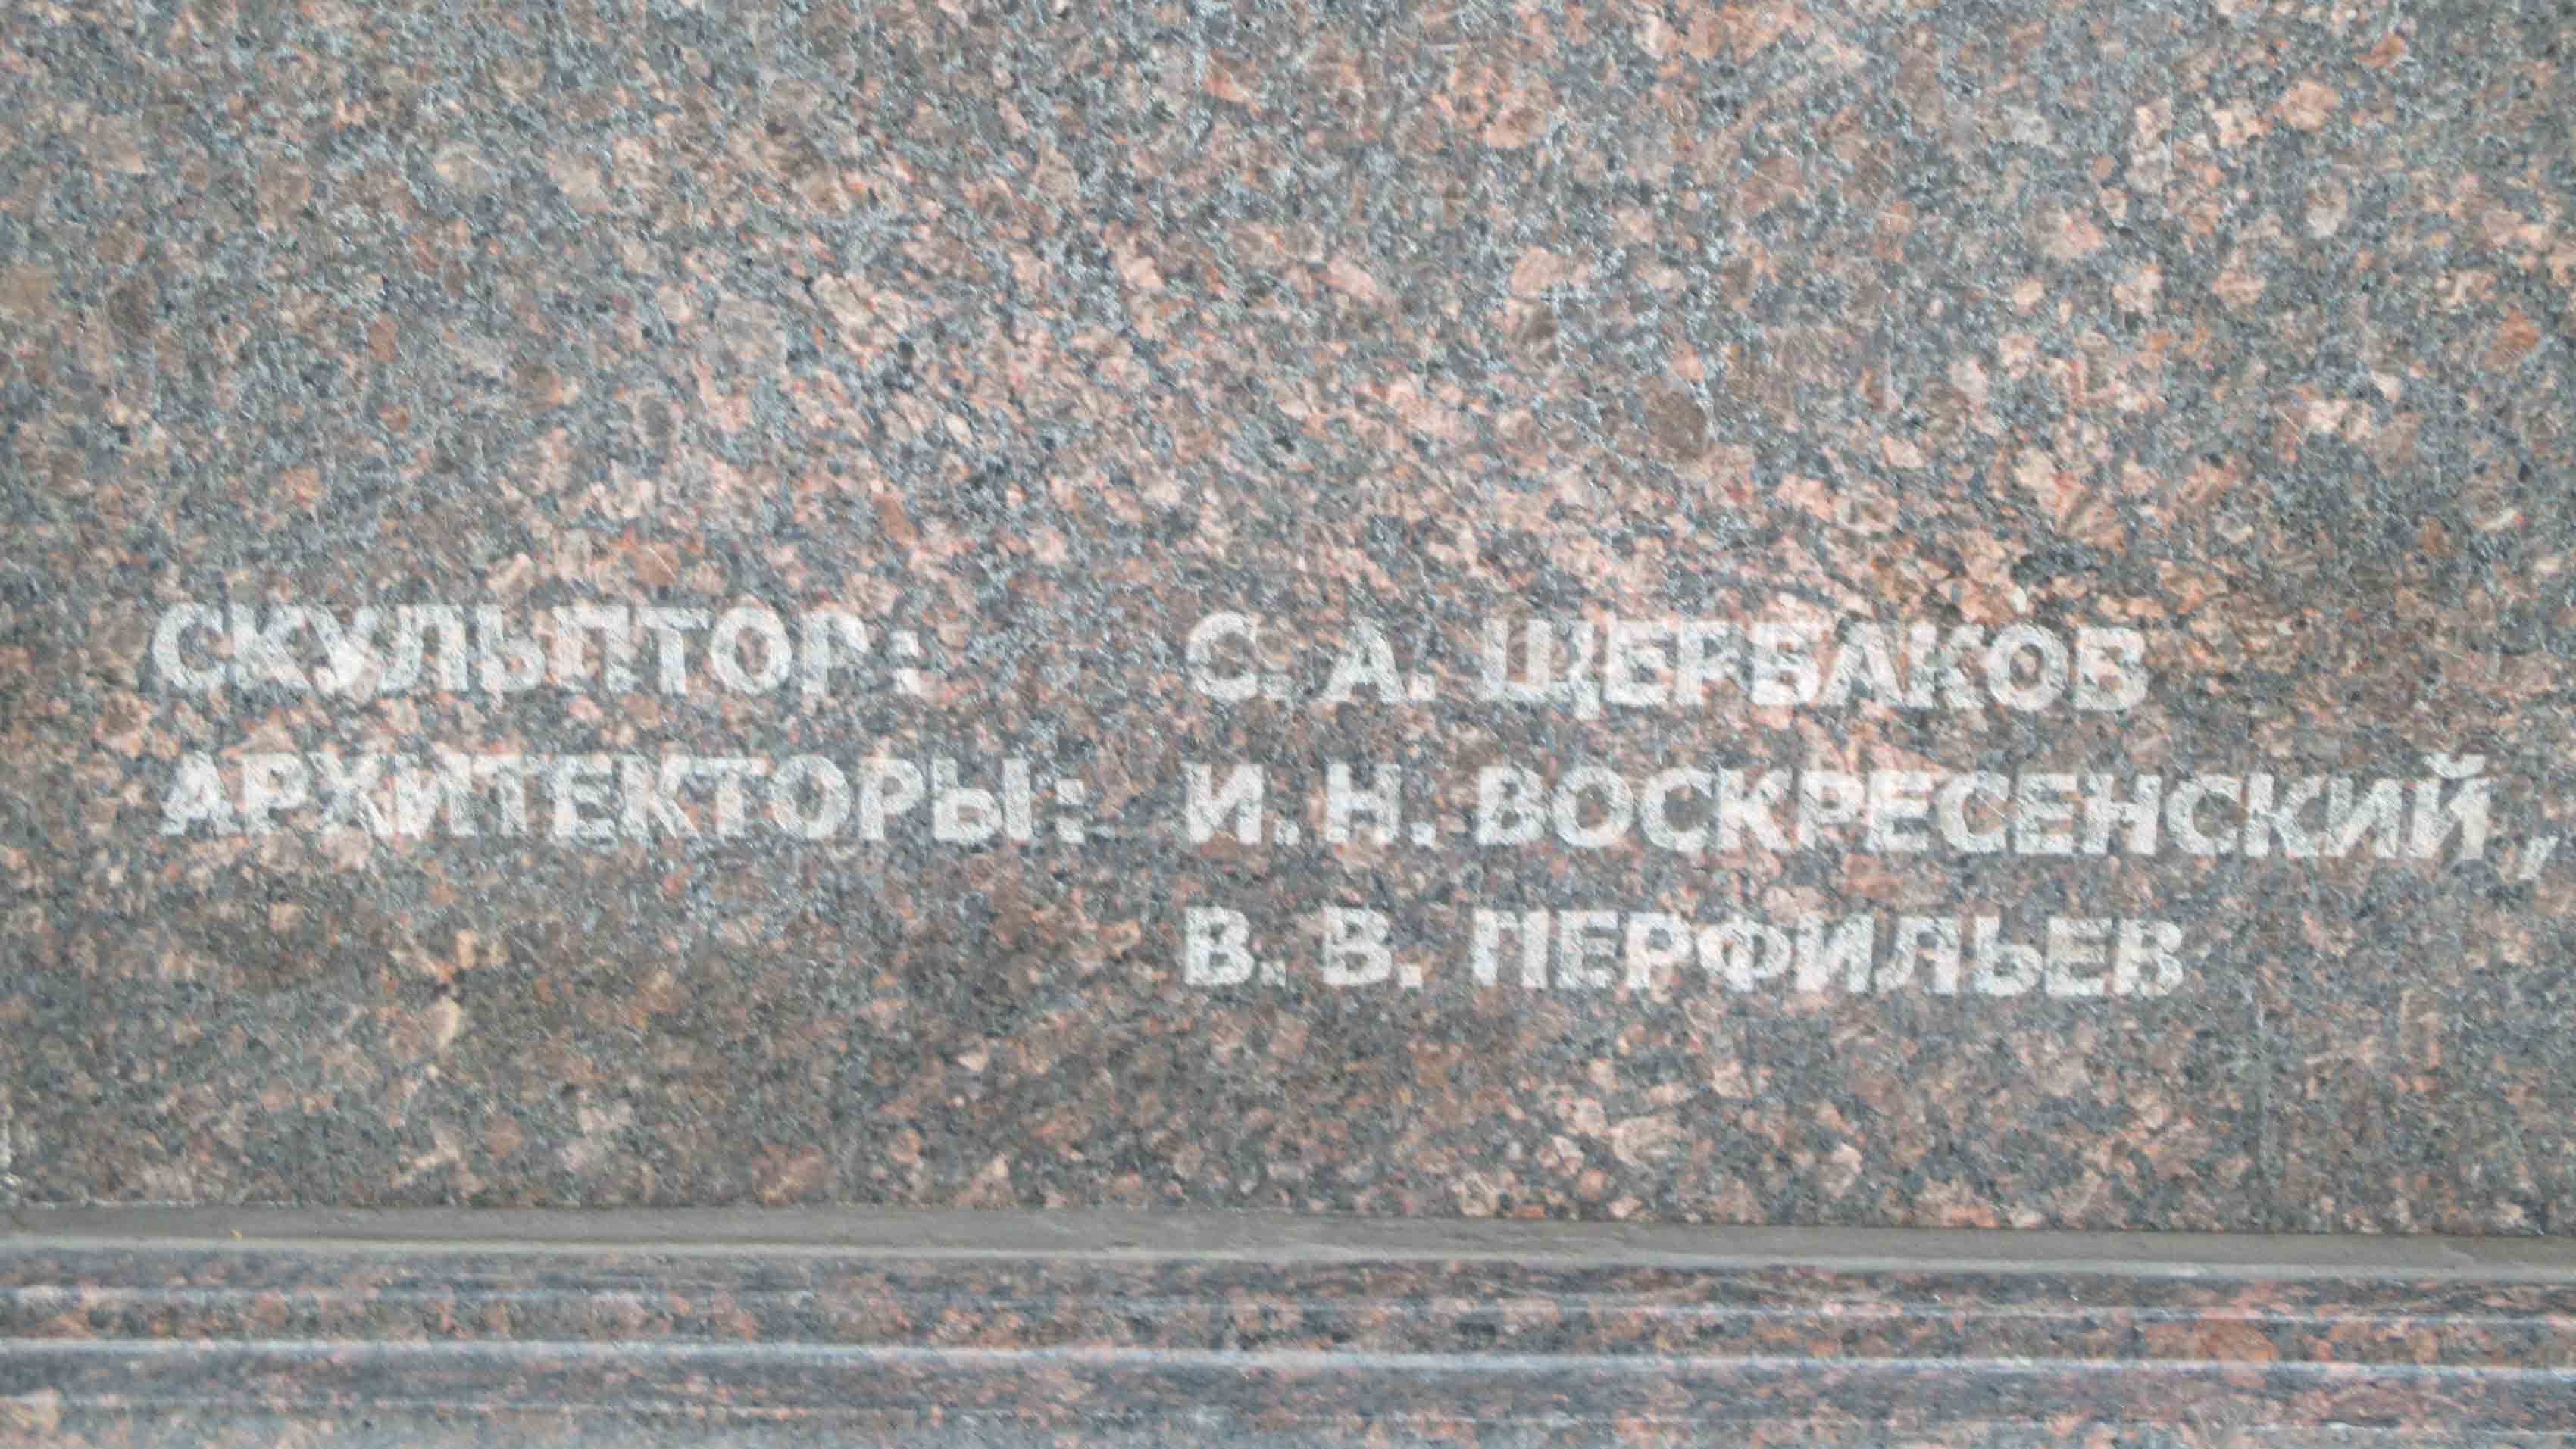 СКУЛЬПТОР: С. А. ЩЕРБАКОВ
АРХИТЕКТОРЫ: И. Н. ВОСКРЕСЕНСКИЙ,
В. В. ПЕРФИЛЬЕВ